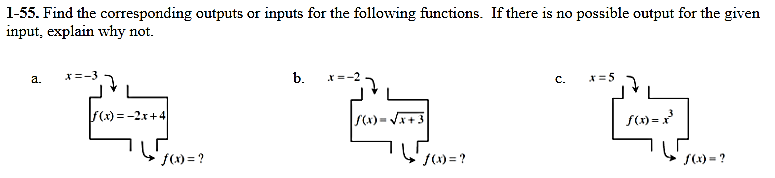 1-55. Find the corresponding outputs or inputs for the following functions. If there is no possible output for the given
input, explain why not.
a. x = –3 b. x = –2 c. x = 5
f(x) = –2x + 4 f(x) = √x + 3 f(x) = x³
f(x) = ? f(x) = ? f(x) = ?